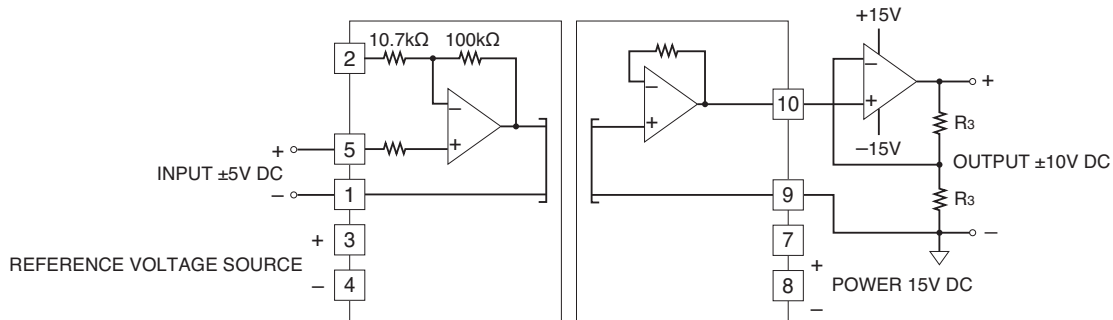 +15V
10.7kΩ 100kΩ
2
−
+
−
+
10
−
+
+
R3
−15V
+
5
INPUT ±5V DC
−
1
OUTPUT ±10V DC
9
R3
−
+
3
7
REFERENCE VOLTAGE SOURCE
−
4
+
8
POWER 15V DC
−